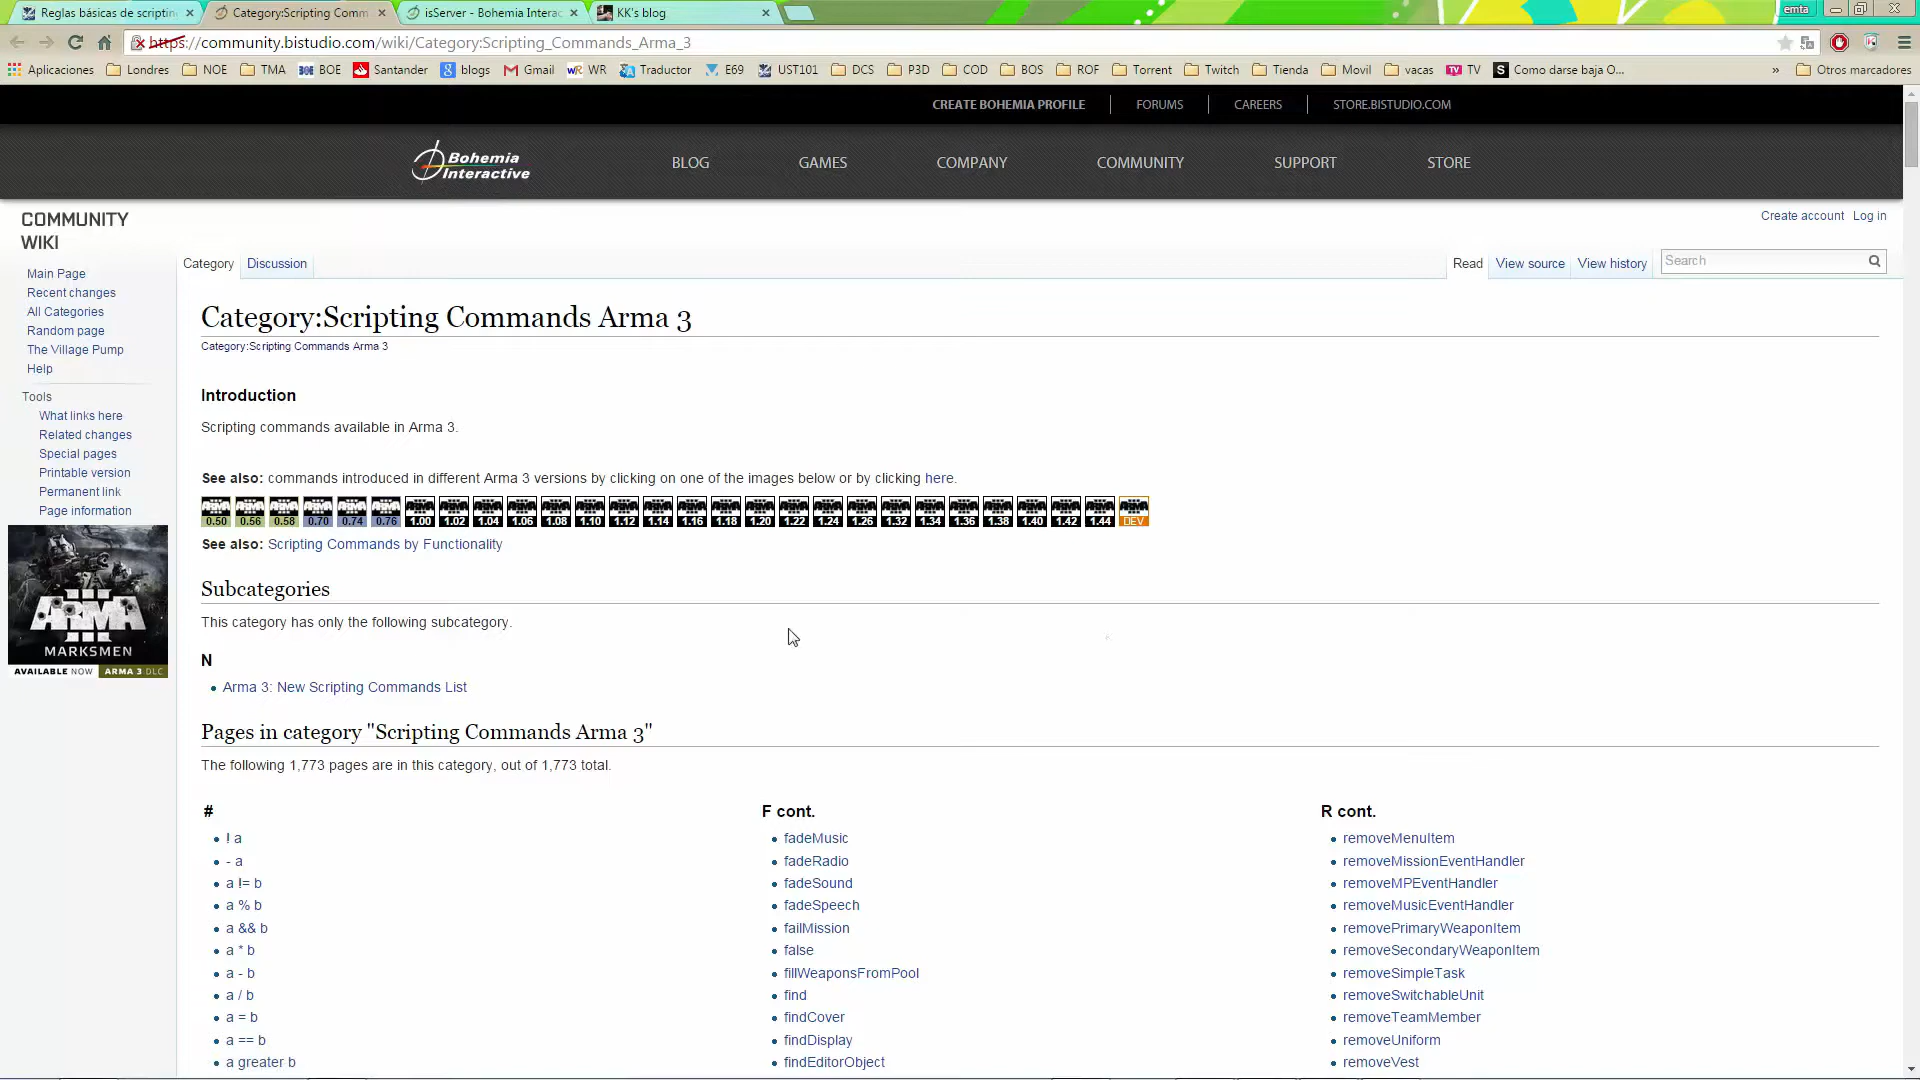 Reglas básicas de scripting
Category:Scripting Comm
isServer - Bohemia Interac
KK's blog
emta
https://community.bistudio.com/wiki/Category:Scripting_Commands_Arma_3
Aplicaciones
Londres
NOE
TMA
BOE BOE
Santander
g blogs
Gmail
WR WR
Traductor
E69
UST101
DCS
P3D
COD
BOS
ROF
Torrent
Twitch
Tienda
Movil
vacas
TV TV
S Como darse baja O...
»
Otros marcadores
CREATE BOHEMIA PROFILE
FORUMS
CAREERS
STORE.BISTUDIO.COM
Bohemia
Interactive
BLOG
GAMES
COMPANY
COMMUNITY
SUPPORT
STORE
COMMUNITY
WIKI
Create account
Log in
Main Page
Recent changes
All Categories
Random page
The Village Pump
Help
Tools
What links here
Related changes
Special pages
Printable version
Permanent link
Page information
ARMA
III
MARKSMEN
AVAILABLE NOW ARMA 3 DLC
Category
Discussion
Read
View source
View history
Search
Category:Scripting Commands Arma 3
Category:Scripting Commands Arma 3
Introduction
Scripting commands available in Arma 3.
See also: commands introduced in different Arma 3 versions by clicking on one of the images below or by clicking here.
0.50 0.56 0.58 0.70 0.74 0.76 1.00 1.02 1.04 1.06 1.08 1.10 1.12 1.14 1.16 1.18 1.20 1.22 1.24 1.26 1.32 1.34 1.36 1.38 1.40 1.42 1.44 DEV
See also: Scripting Commands by Functionality
Subcategories
This category has only the following subcategory.
N
Arma 3: New Scripting Commands List
Pages in category "Scripting Commands Arma 3"
The following 1,773 pages are in this category, out of 1,773 total.
#
! a
- a
a != b
a % b
a && b
a * b
a - b
a / b
a = b
a == b
a greater b
F cont.
fadeMusic
fadeRadio
fadeSound
fadeSpeech
failMission
false
fillWeaponsFromPool
find
findCover
findDisplay
findEditorObject
R cont.
removeMenuItem
removeMissionEventHandler
removeMPEventHandler
removeMusicEventHandler
removePrimaryWeaponItem
removeSecondaryWeaponItem
removeSimpleTask
removeSwitchableUnit
removeTeamMember
removeUniform
removeVest